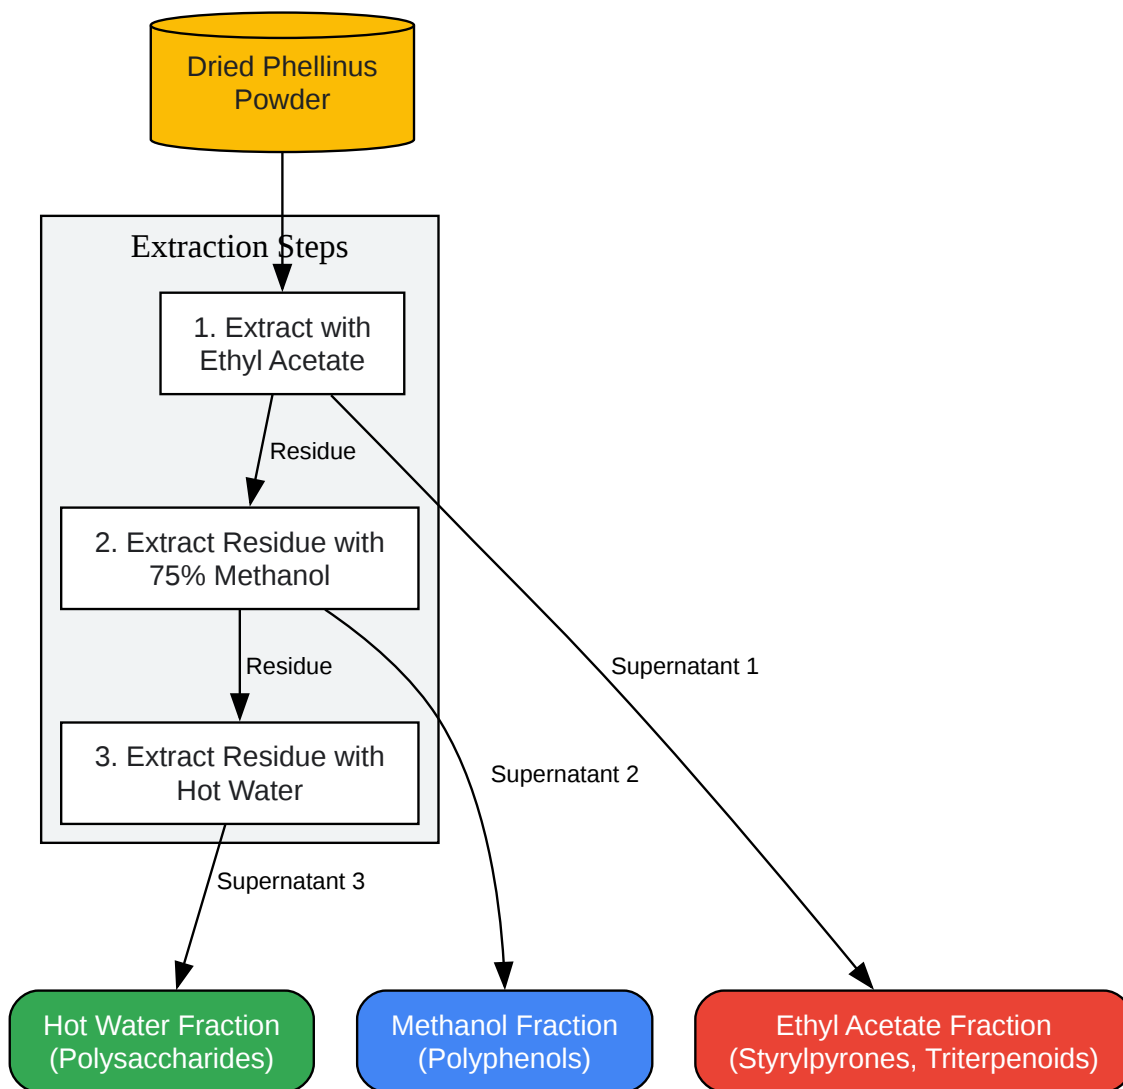 Dried Phellinus
Powder
Extraction Steps
1. Extract with
Ethyl Acetate
Residue
2. Extract Residue with
75% Methanol
Residue
Supernatant 1
3. Extract Residue with
Hot Water
Supernatant 2
Supernatant 3
Hot Water Fraction
(Polysaccharides)
Methanol Fraction
(Polyphenols)
Ethyl Acetate Fraction
(Styrylpyrones, Triterpenoids)